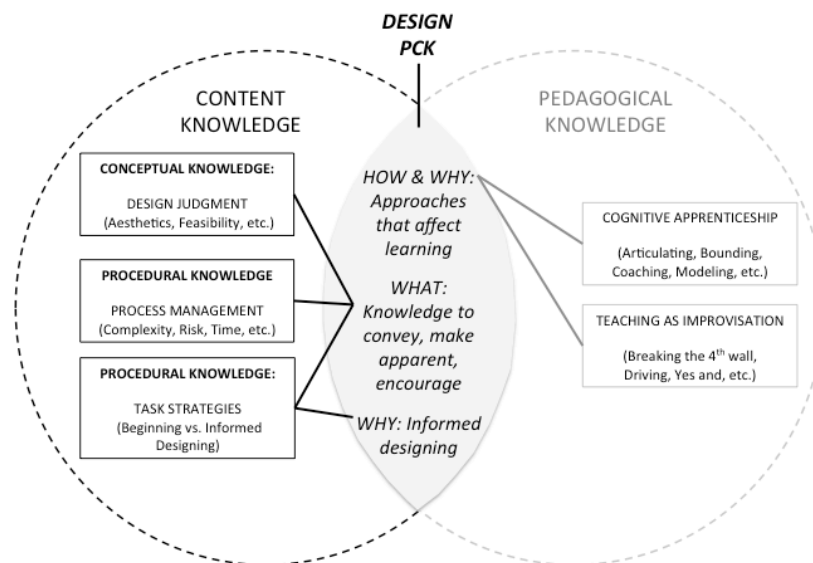 DESIGN
PCK
CONTENT
KNOWLEDGE
CONCEPTUAL KNOWLEDGE:
DESIGN JUDGMENT
(Aesthetics, Feasibility, etc.)
PROCEDURAL KNOWLEDGE
PROCESS MANAGEMENT
(Complexity, Risk, Time, etc.)
PROCEDURAL KNOWLEDGE:
TASK STRATEGIES
(Beginning vs. Informed
Designing)
HOW & WHY:
Approaches
that affect
learning
WHAT:
Knowledge to
convey, make
apparent,
encourage
WHY: Informed
designing
PEDAGOGICAL
KNOWLEDGE
COGNITIVE APPRENTICESHIP
(Articulating, Bounding,
Coaching, Modeling, etc.)
TEACHING AS IMPROVISATION
(Breaking the 4th wall,
Driving, Yes and, etc.)